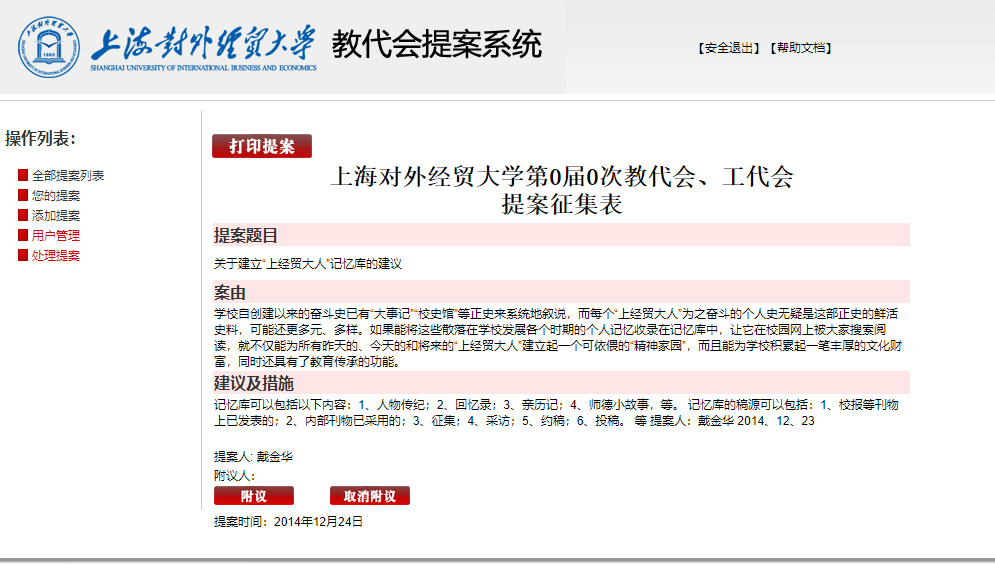 上海对外经贸大学
SHANGHAI UNIVERSITY OF INTERNATIONAL BUSINESS AND ECONOMICS
教代会提案系统
【安全退出】【帮助文档】
操作列表：
全部提案列表
您的提案
添加提案
用户管理
处理提案
打印提案
上海对外经贸大学第0届0次教代会、工代会
提案征集表
提案题目
关于建立“上经贸大人”记忆库的建议
案由
学校自创建以来的奋斗史已有“大事记”“校史馆”等正史来系统地叙说，而每个“上经贸大人”为之奋斗的个人史无疑是这部正史的鲜活
史料，可能还更多元、多样。如果能将这些散落在学校发展各个时期的个人记忆收录在记忆库中，让它在校园网上被大家搜索阅
读，就不仅能为所有昨天的、今天的和将来的“上经贸大人”建立起一个可依偎的“精神家园”，而且能为学校积累起一笔丰厚的文化财
富，同时还具有了教育传承的功能。
建议及措施
记忆库可以包括以下内容：1、人物传纪；2、回忆录；3、亲历记；4、师德小故事，等。 记忆库的稿源可以包括：1、校报等刊物
上已发表的；2、内部刊物已采用的；3、征集；4、采访；5、约稿；6、投稿。 等 提案人：戴金华 2014、12、23
提案人: 戴金华
附议人：
附议
取消附议
提案时间：2014年12月24日